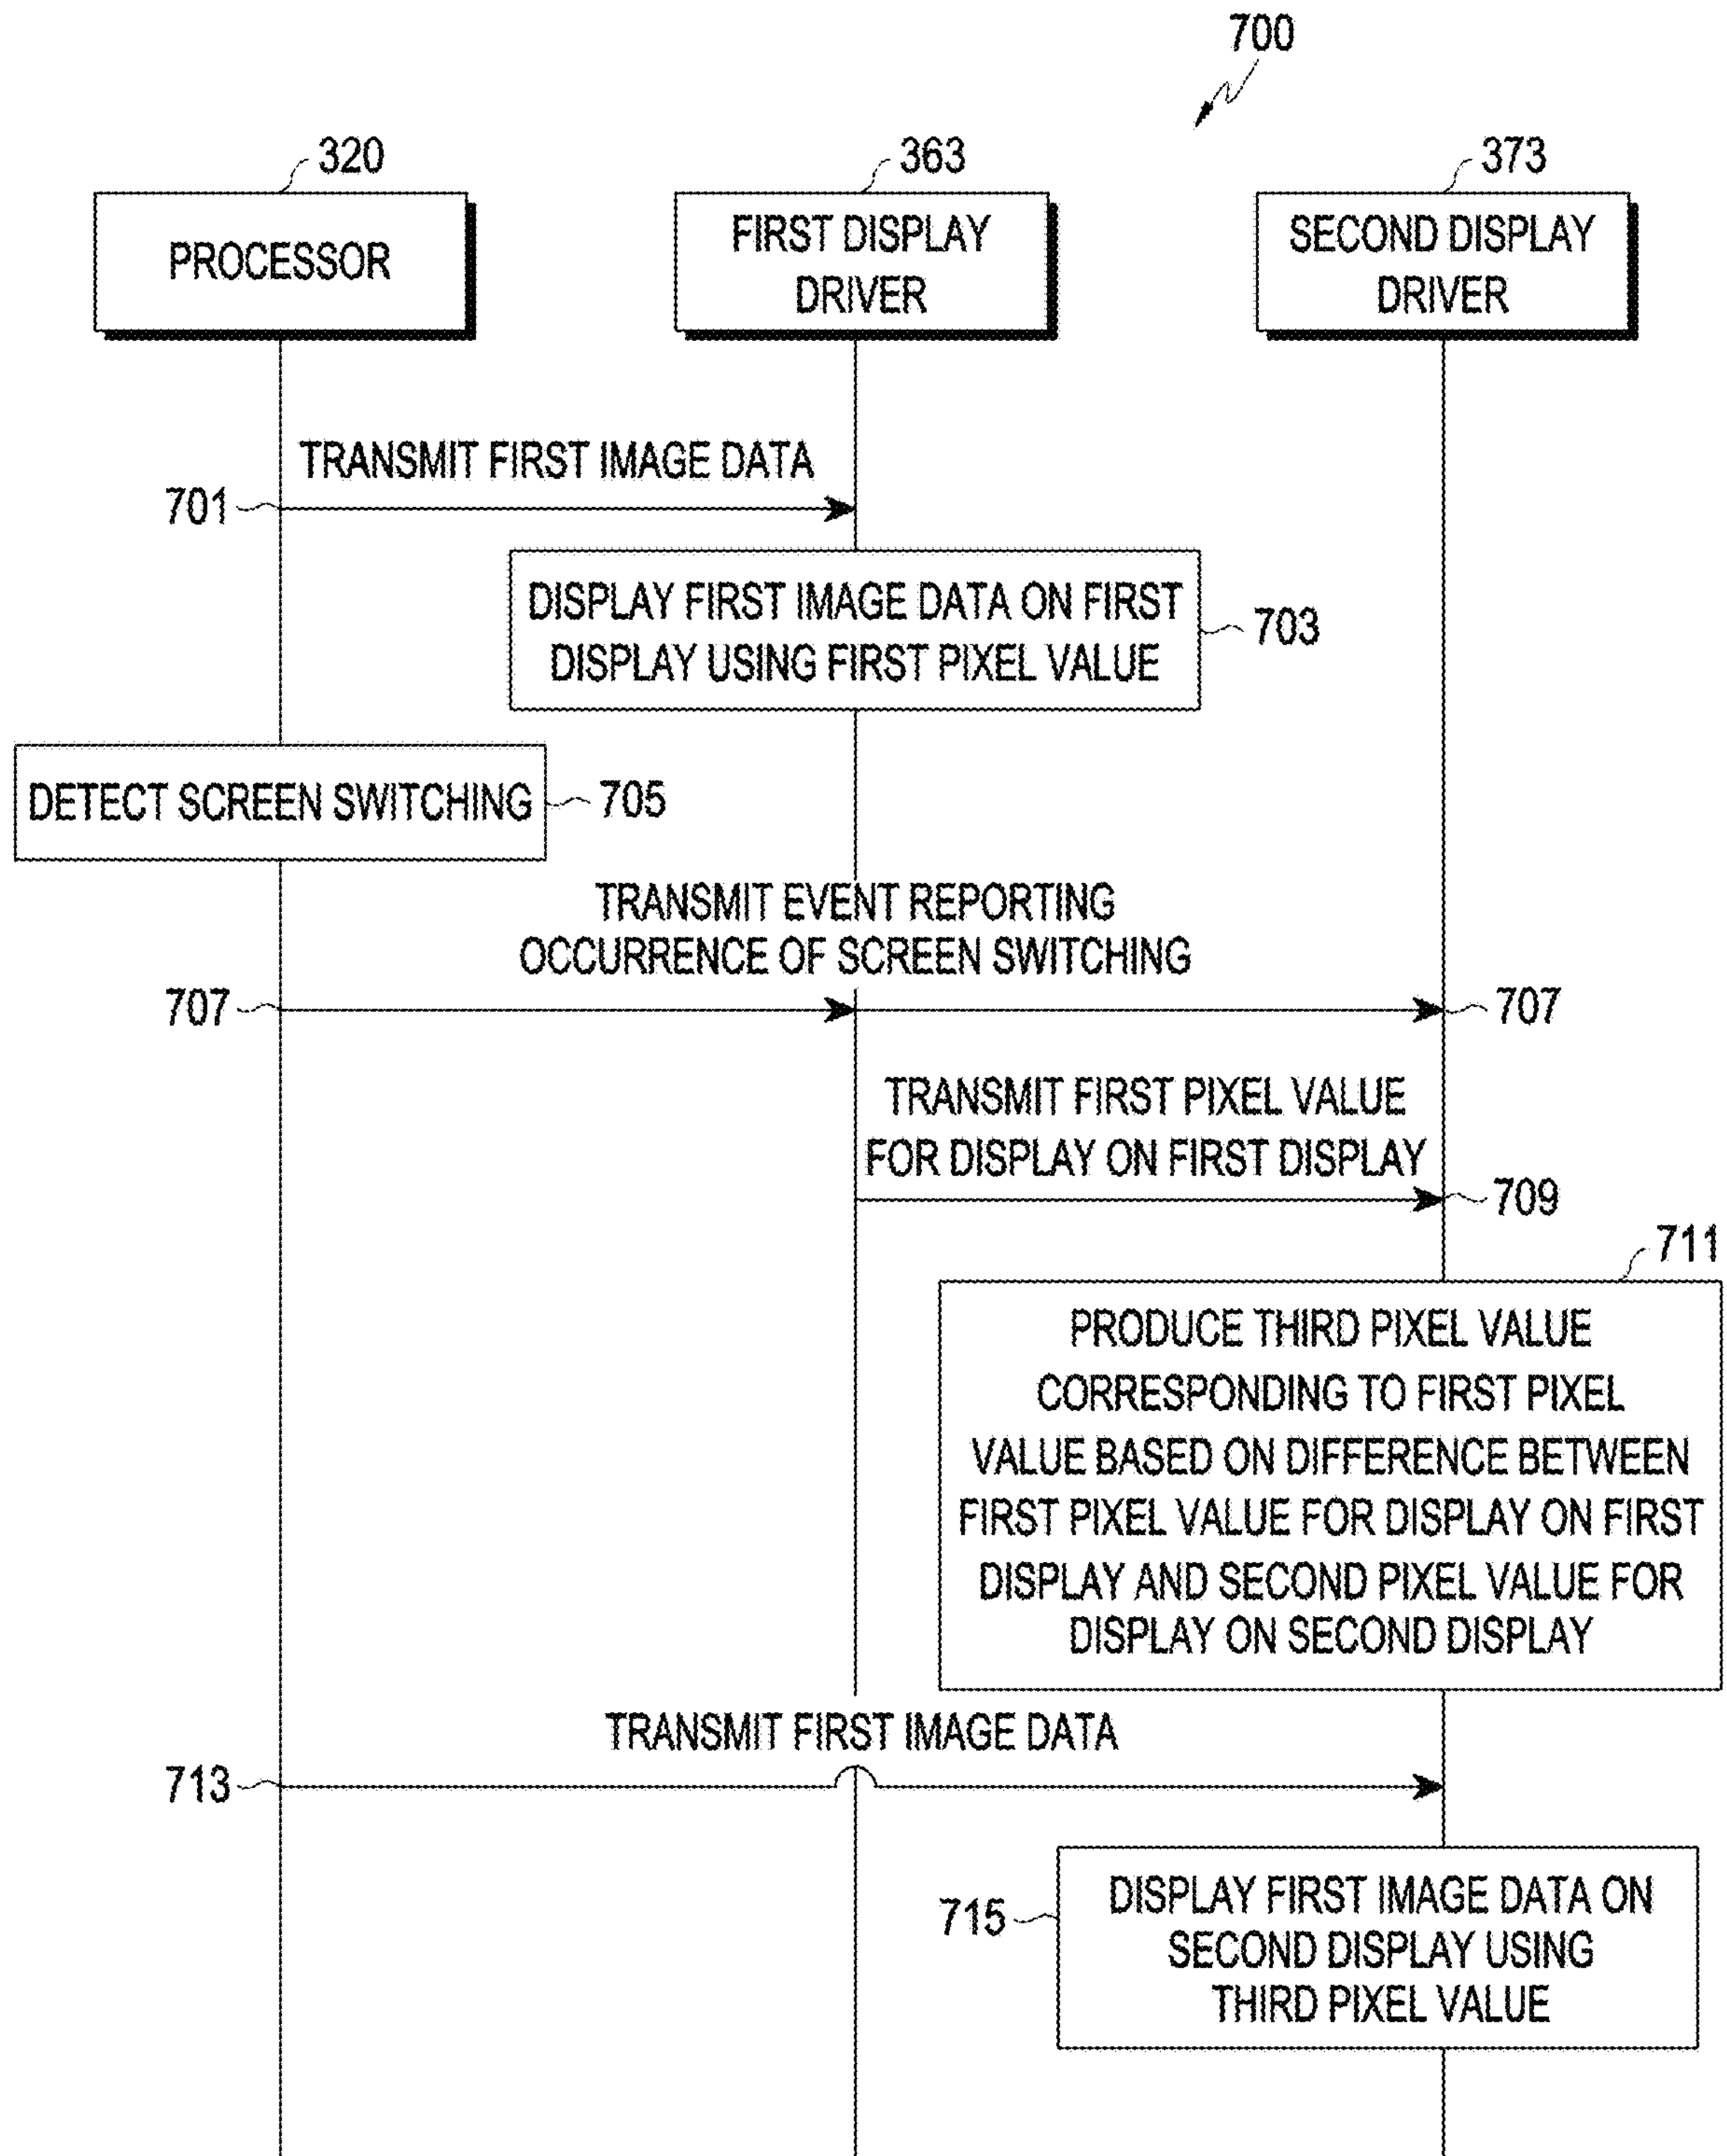 700
320
363
373
PROCESSOR
FIRST DISPLAY
DRIVER
SECOND DISPLAY
DRIVER
TRANSMIT FIRST IMAGE DATA
701
DISPLAY FIRST IMAGE DATA ON FIRST
DISPLAY USING FIRST PIXEL VALUE
703
DETECT SCREEN SWITCHING
705
TRANSMIT EVENT REPORTING
OCCURRENCE OF SCREEN SWITCHING
707
707
TRANSMIT FIRST PIXEL VALUE
FOR DISPLAY ON FIRST DISPLAY
709
711
PRODUCE THIRD PIXEL VALUE
CORRESPONDING TO FIRST PIXEL
VALUE BASED ON DIFFERENCE BETWEEN
FIRST PIXEL VALUE FOR DISPLAY ON FIRST
DISPLAY AND SECOND PIXEL VALUE FOR
DISPLAY ON SECOND DISPLAY
TRANSMIT FIRST IMAGE DATA
713
715
DISPLAY FIRST IMAGE DATA ON
SECOND DISPLAY USING
THIRD PIXEL VALUE